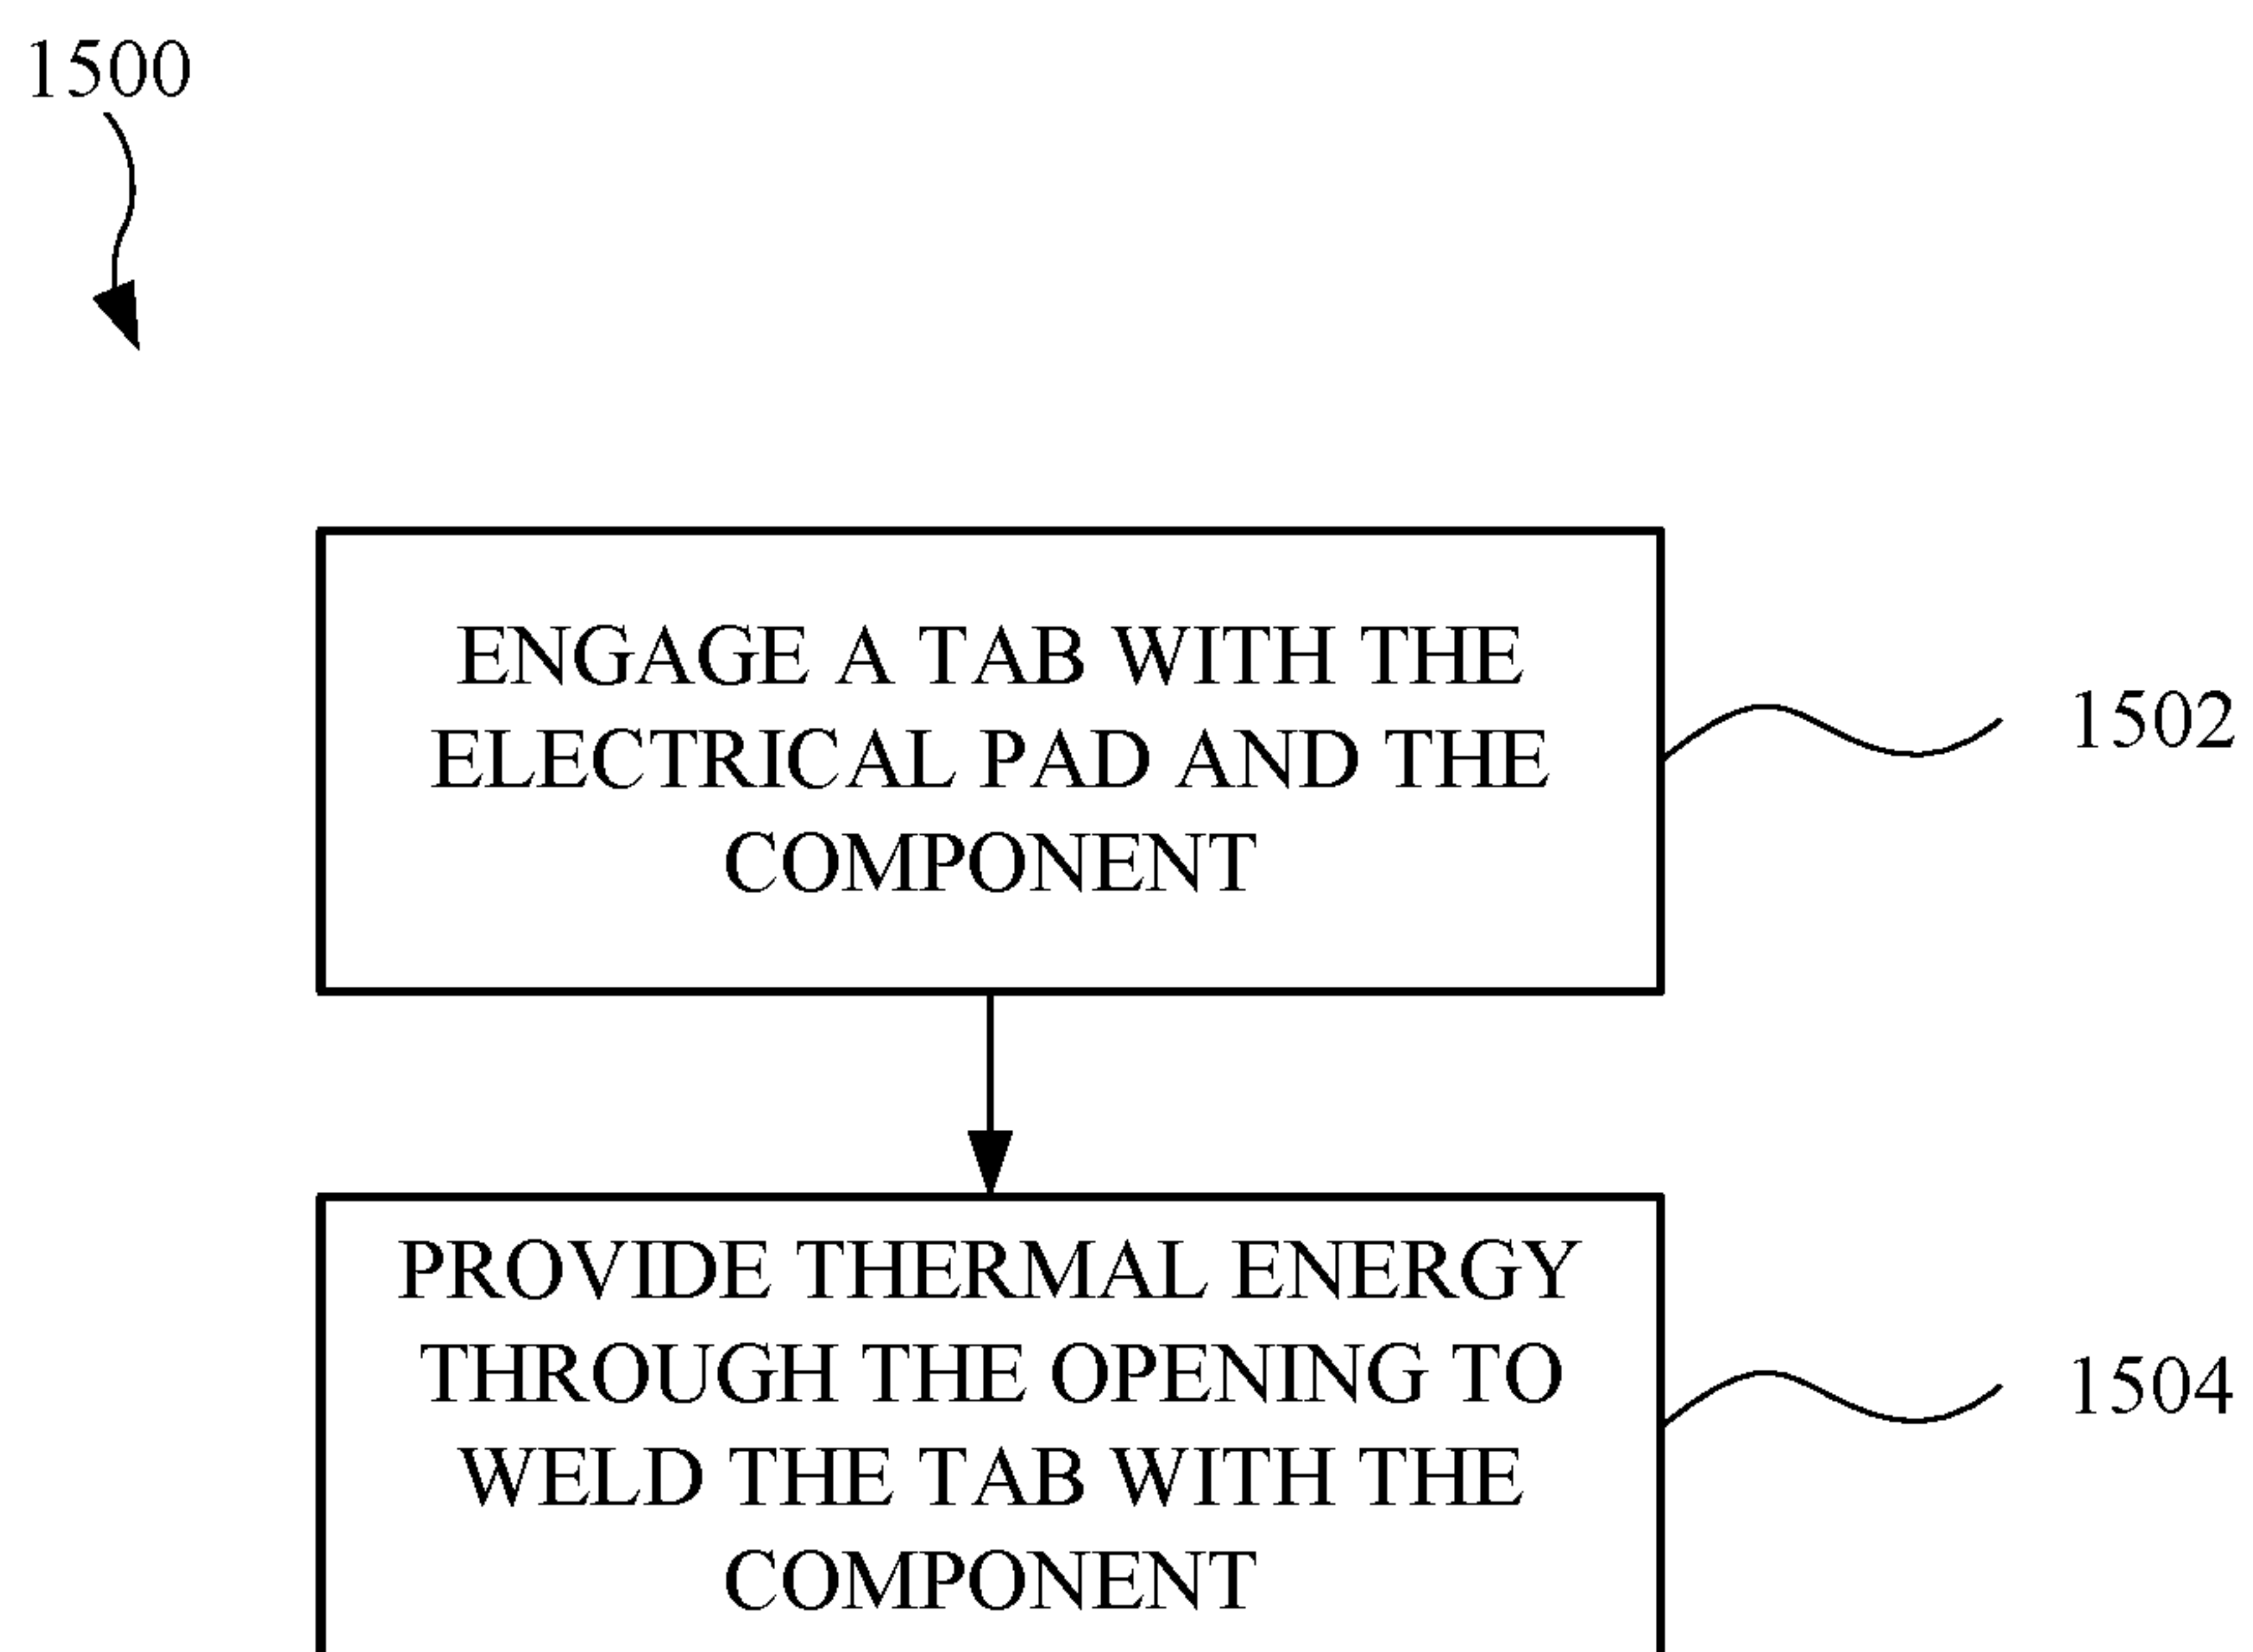 1500
ENGAGE A TAB WITH THE
ELECTRICAL PAD AND THE
COMPONENT
1502
PROVIDE THERMAL ENERGY
THROUGH THE OPENING TO
WELD THE TAB WITH THE
COMPONENT
1504